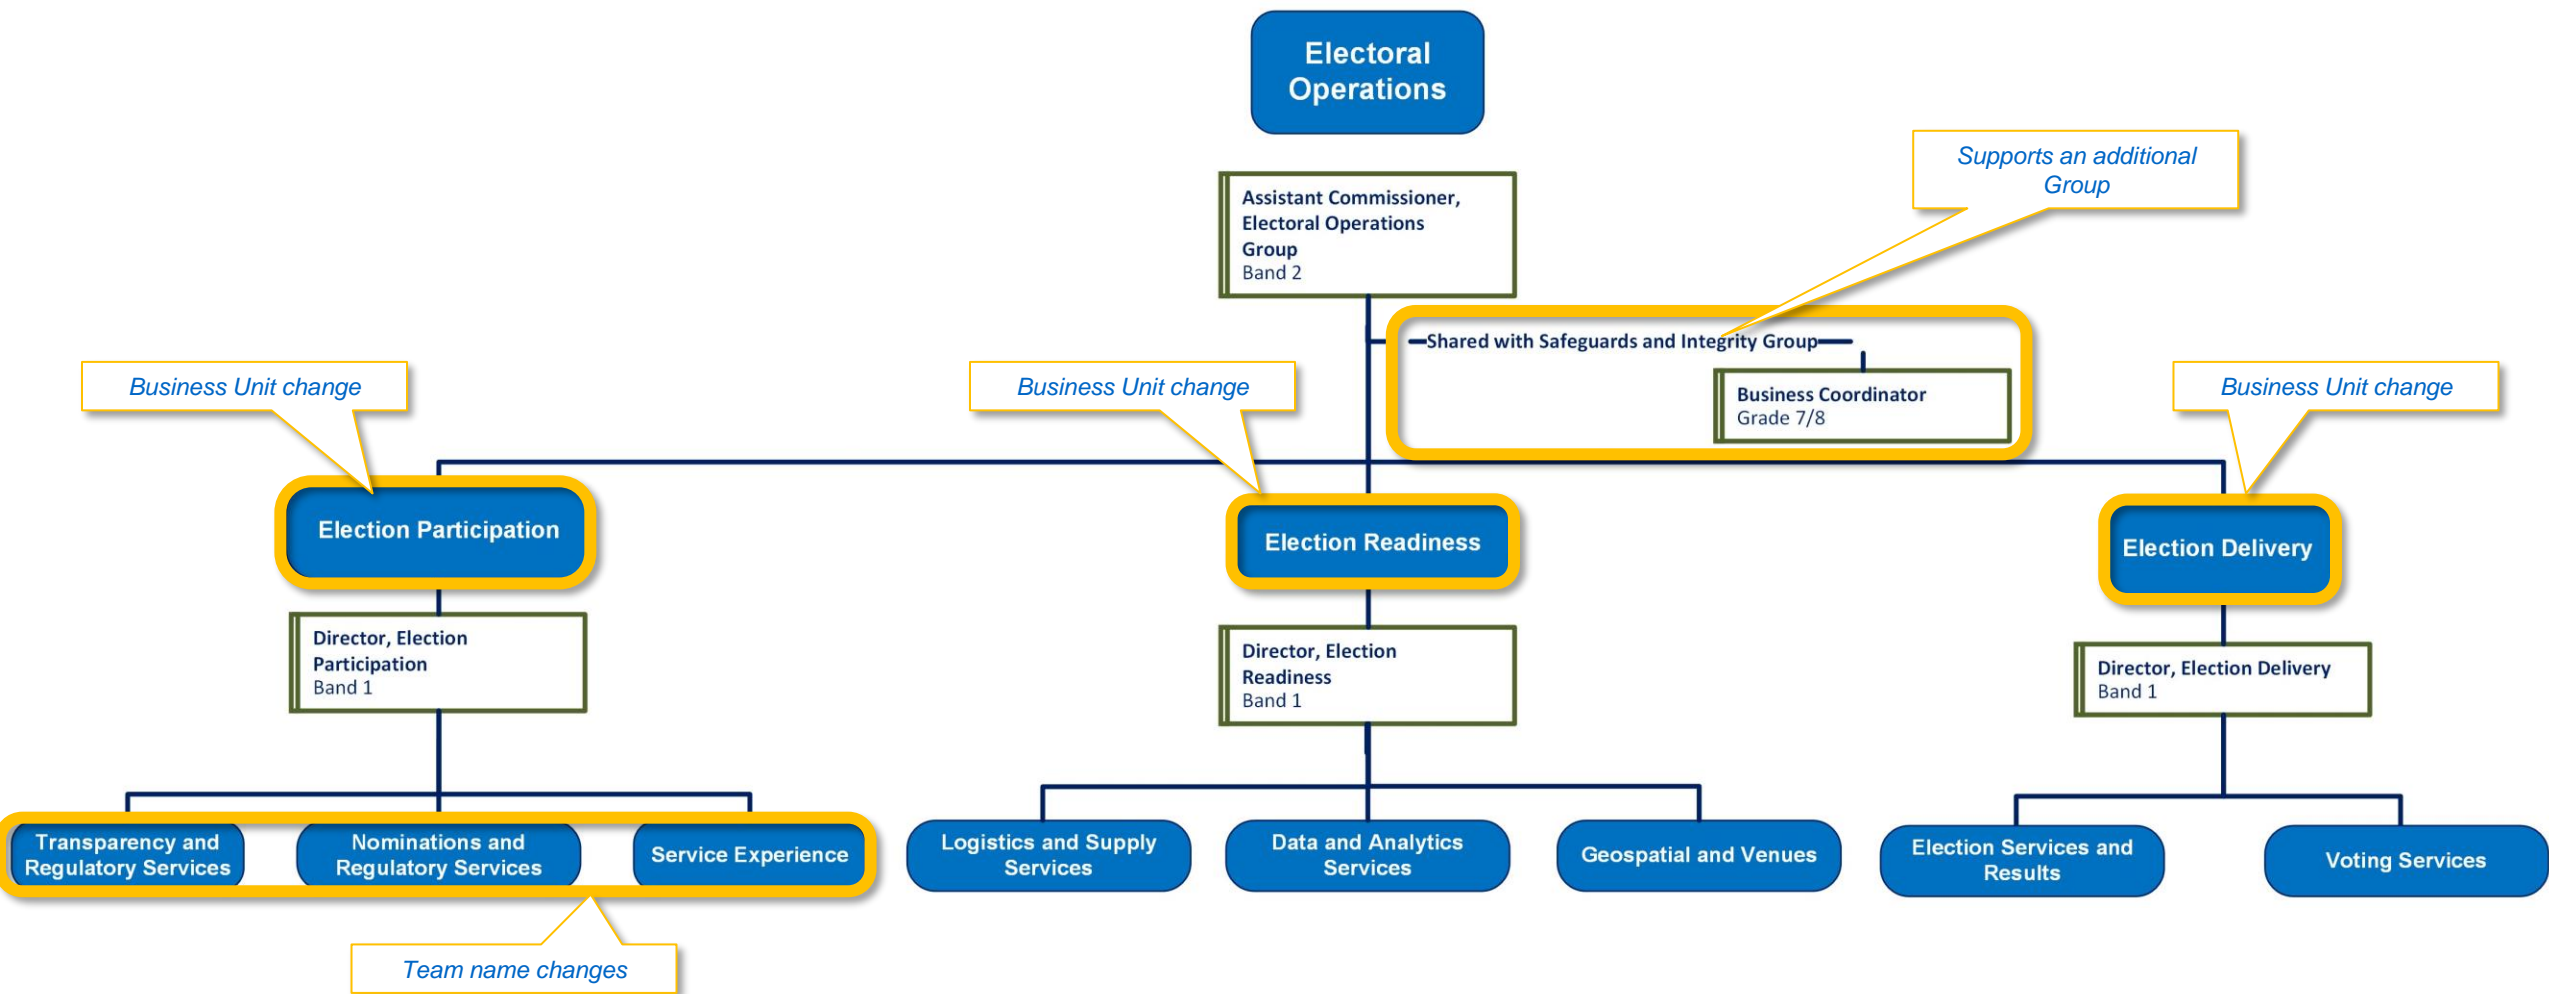 Electoral
Operations
Supports an additional
Group
Assistant Commissioner,
Electoral Operations
Group
Band 2
Shared with Safeguards and Integrity Group
Business Coordinator
Grade 7/8
Business Unit change
Business Unit change
Business Unit change
Election Participation
Election Readiness
Election Delivery
Director, Election
Participation
Band 1
Director, Election
Readiness
Band 1
Director, Election Delivery
Band 1
Transparency and
Regulatory Services
Nominations and
Regulatory Services
Service Experience
Logistics and Supply
Services
Data and Analytics
Services
Geospatial and Venues
Election Services and
Results
Voting Services
Team name changes